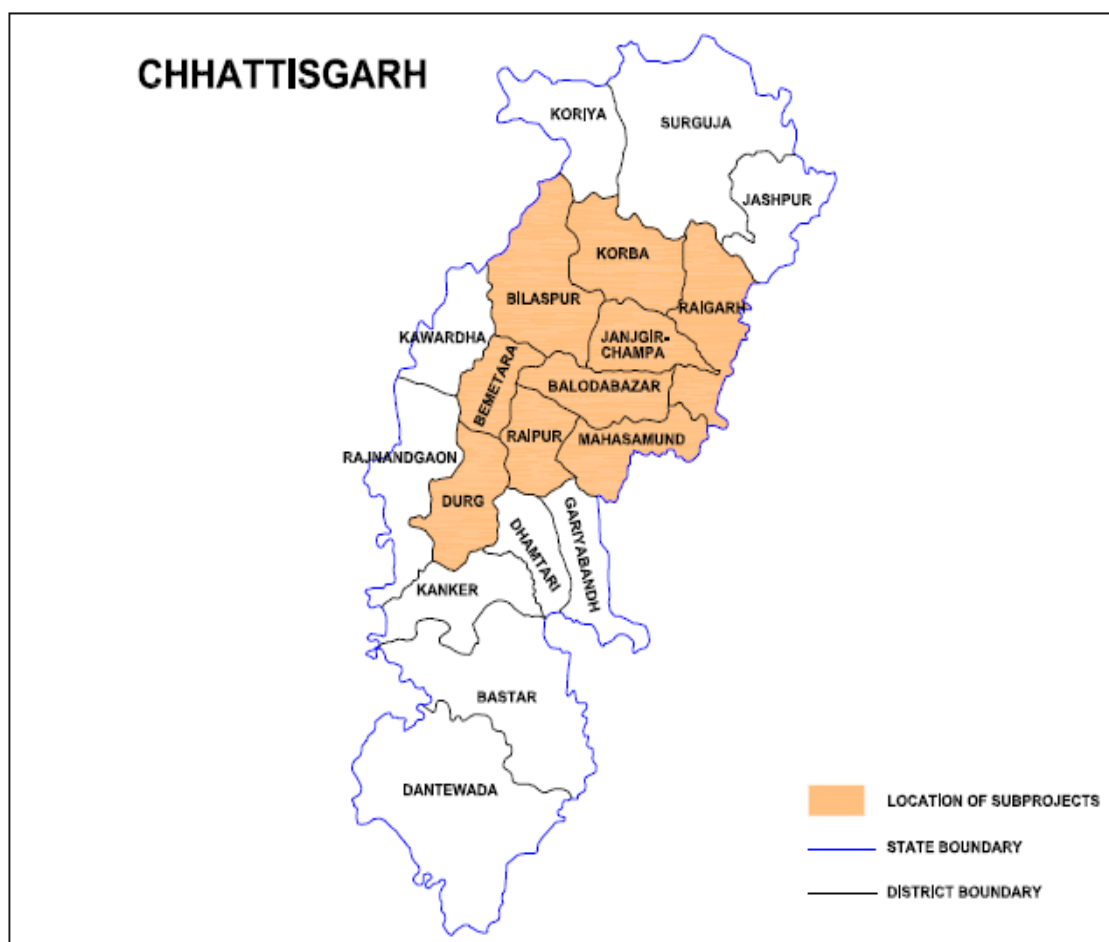 CHHATTISGARH
KORIYA
SURGUJA
JASHPUR
KORBA
BILASPUR
RAIGARH
KAWARDHA
JANJGIR-
CHAMPA
BEMETARA
BALODABAZAR
RAIPUR
MAHASAMUND
RAJNANDGAON
DURG
DHAMTARI
GARIYABANDH
KANKER
BASTAR
DANTEWADA
LOCATION OF SUBPROJECTS
STATE BOUNDARY
DISTRICT BOUNDARY